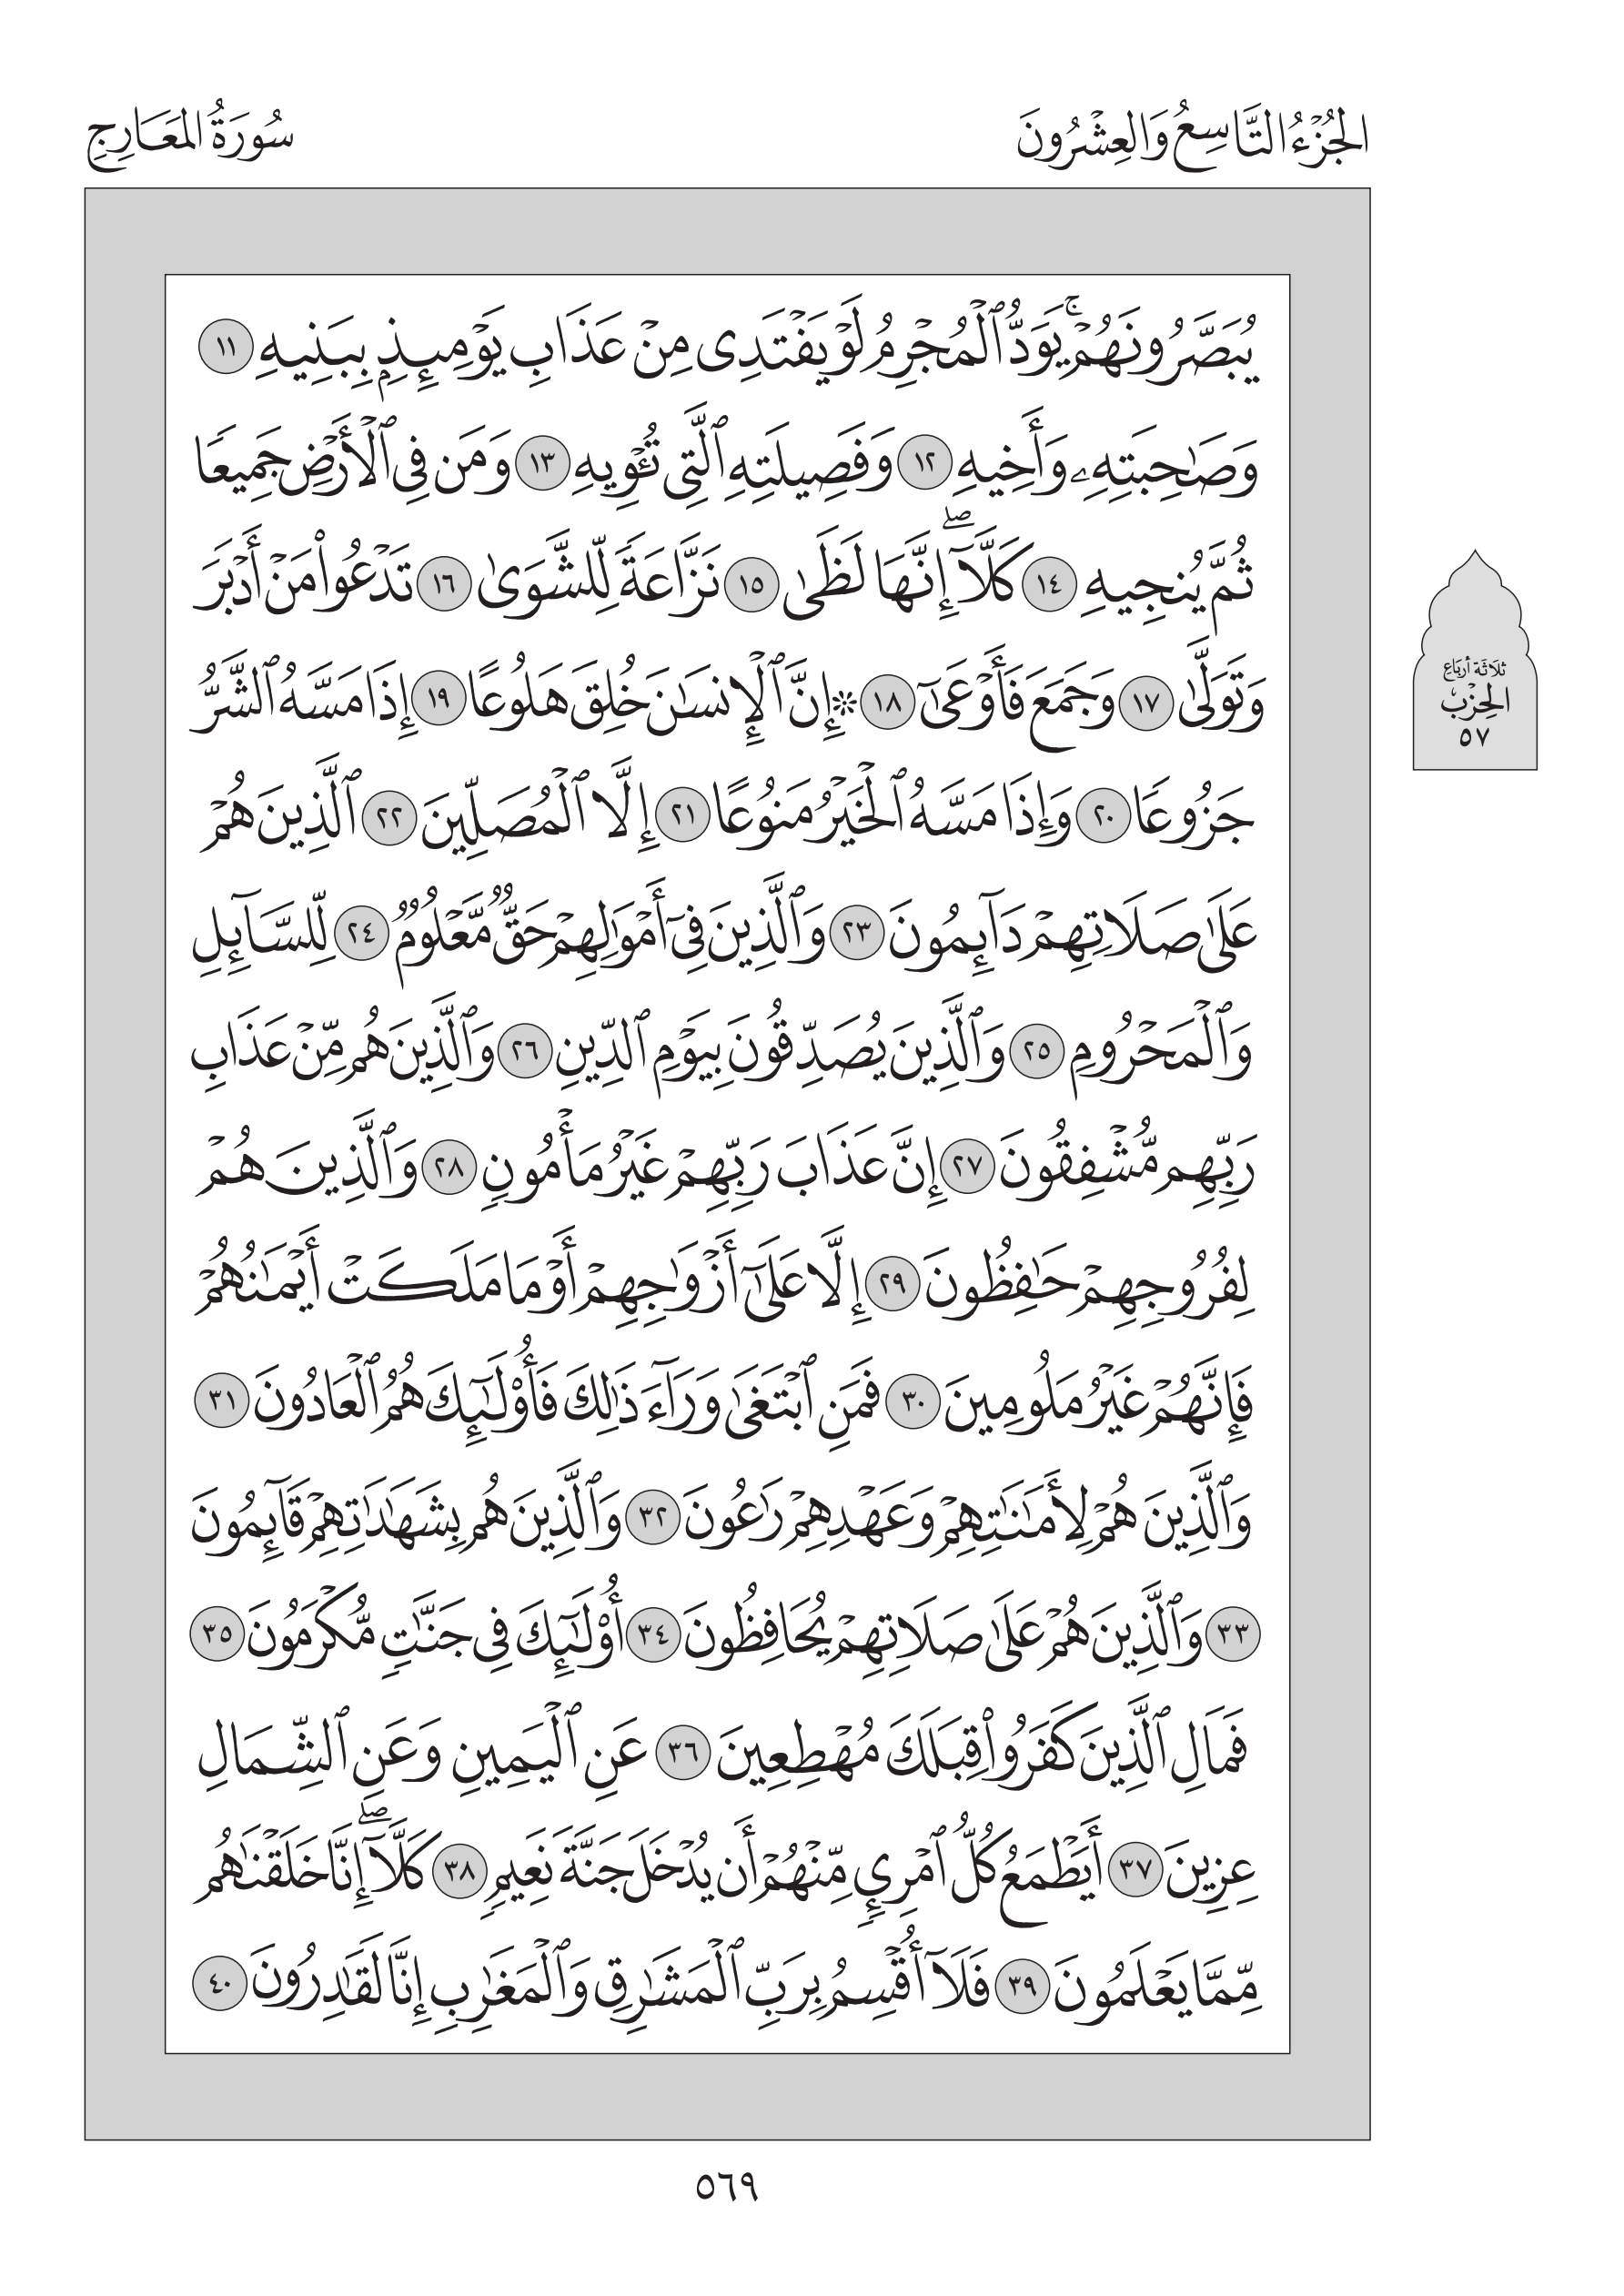 الجُزْءُ التَّاسِعُ وَالعِشْرُونَ
سُورَةُ المَعَارِجِ
يُبَصَّرُونَهُمْۚ يَوَدُّ ٱلْمُجْرِمُ لَوْ يَفْتَدِى مِنْ عَذَابِ يَوْمِئِذِۭ بِبَنِيهِ ١١
وَصَٰحِبَتِهِۦ وَأَخِيهِ ١٢ وَفَصِيلَتِهِ ٱلَّتِى تُـْٔوِيهِ ١٣ وَمَن فِى ٱلْأَرْضِ جَمِيعًا
ثُمَّ يُنجِيهِ ١٤ كَلَّآۖ إِنَّهَا لَظَىٰ ١٥ نَزَّاعَةً لِّلشَّوَىٰ ١٦ تَدْعُوا۟ مَنْ أَدْبَرَ
وَتَوَلَّىٰ ١٧ وَجَمَعَ فَأَوْعَىٰٓ ١٨ ۞ إِنَّ ٱلْإِنسَٰنَ خُلِقَ هَلُوعًا ١٩ إِذَا مَسَّهُ ٱلشَّرُّ
جَزُوعًا ٢٠ وَإِذَا مَسَّهُ ٱلْخَيْرُ مَنُوعًا ٢١ إِلَّا ٱلْمُصَلِّينَ ٢٢ ٱلَّذِينَ هُمْ
عَلَىٰ صَلَاتِهِمْ دَآئِمُونَ ٢٣ وَٱلَّذِينَ فِىٓ أَمْوَٰلِهِمْ حَقٌّ مَّعْلُومٌ ٢٤ لِّلسَّآئِلِ
وَٱلْمَحْرُومِ ٢٥ وَٱلَّذِينَ يُصَدِّقُونَ بِيَوْمِ ٱلدِّينِ ٢٦ وَٱلَّذِينَ هُم مِّنْ عَذَابِ
رَبِّهِم مُّشْفِقُونَ ٢٧ إِنَّ عَذَابَ رَبِّهِمْ غَيْرُ مَأْمُونٍ ٢٨ وَٱلَّذِينَ هُمْ
لِفُرُوجِهِمْ حَٰفِظُونَ ٢٩ إِلَّا عَلَىٰٓ أَزْوَٰجِهِمْ أَوْ مَا مَلَكَتْ أَيْمَٰنُهُمْ
فَإِنَّهُمْ غَيْرُ مَلُومِينَ ٣٠ فَمَنِ ٱبْتَغَىٰ وَرَآءَ ذَٰلِكَ فَأُو۟لَٰٓئِكَ هُمُ ٱلْعَادُونَ ٣١
وَٱلَّذِينَ هُمْ لِأَمَٰنَٰتِهِمْ وَعَهْدِهِمْ رَٰعُونَ ٣٢ وَٱلَّذِينَ هُم بِشَهَٰدَٰتِهِمْ قَآئِمُونَ
٣٣ وَٱلَّذِينَ هُمْ عَلَىٰ صَلَاتِهِمْ يُحَافِظُونَ ٣٤ أُو۟لَٰٓئِكَ فِى جَنَّٰتٍ مُّكْرَمُونَ ٣٥
فَمَالِ ٱلَّذِينَ كَفَرُوا۟ قِبَلَكَ مُهْطِعِينَ ٣٦ عَنِ ٱلْيَمِينِ وَعَنِ ٱلشِّمَالِ
عِزِينَ ٣٧ أَيَطْمَعُ كُلُّ ٱمْرِئٍ مِّنْهُمْ أَن يُدْخَلَ جَنَّةَ نَعِيمٍ ٣٨ كَلَّآۖ إِنَّا خَلَقْنَٰهُم
مِّمَّا يَعْلَمُونَ ٣٩ فَلَآ أُقْسِمُ بِرَبِّ ٱلْمَشَٰرِقِ وَٱلْمَغَٰرِبِ إِنَّا لَقَٰدِرُونَ ٤٠
ثَلَاثَة أَربَاع
الحِزْب
٥٧
٥٦٩